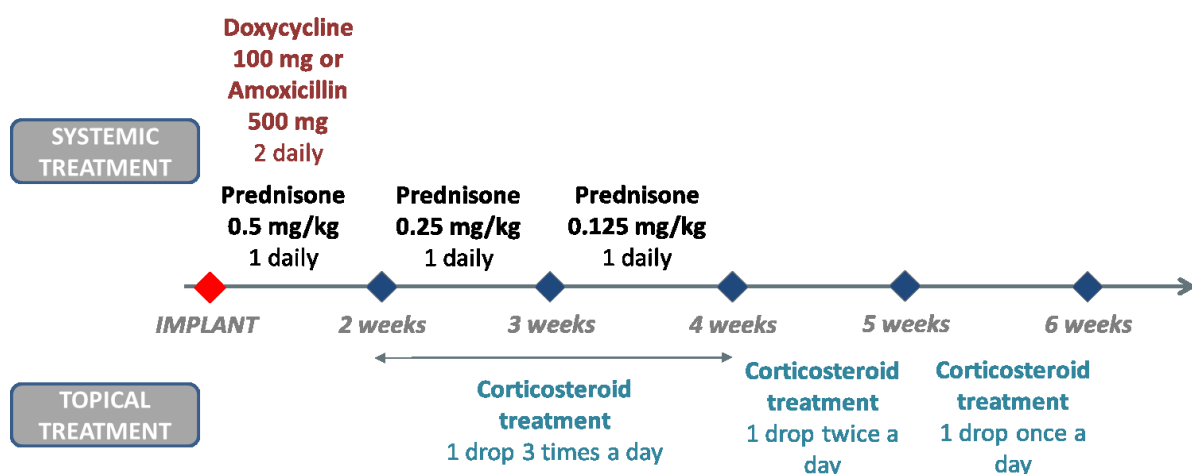 Doxycycline
100 mg or
Amoxicillin
500 mg
2 daily
SYSTEMIC
TREATMENT
Prednisone
0.5 mg/kg
1 daily
Prednisone
0.25 mg/kg
1 daily
Prednisone
0.125 mg/kg
1 daily
IMPLANT
2 weeks
3 weeks
4 weeks
5 weeks
6 weeks
TOPICAL
TREATMENT
Corticosteroid
treatment
1 drop 3 times a day
Corticosteroid
treatment
1 drop twice a
day
Corticosteroid
treatment
1 drop once a
day